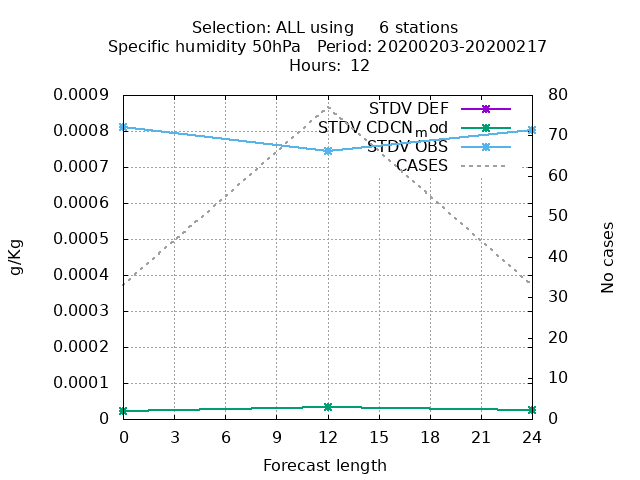 Selection: ALL using     6 stations
Specific humidity 50hPa   Period: 20200203-20200217
Hours: 12
0.0009
0.0008
0.0007
0.0006
0.0005
0.0004
0.0003
0.0002
0.0001
0
g/Kg
STDV DEF
STDV CDCNmod
STDV OBS
CASES
80
70
60
50
40
30
20
10
0
No cases
0 3 6 9 12 15 18 21 24
Forecast length